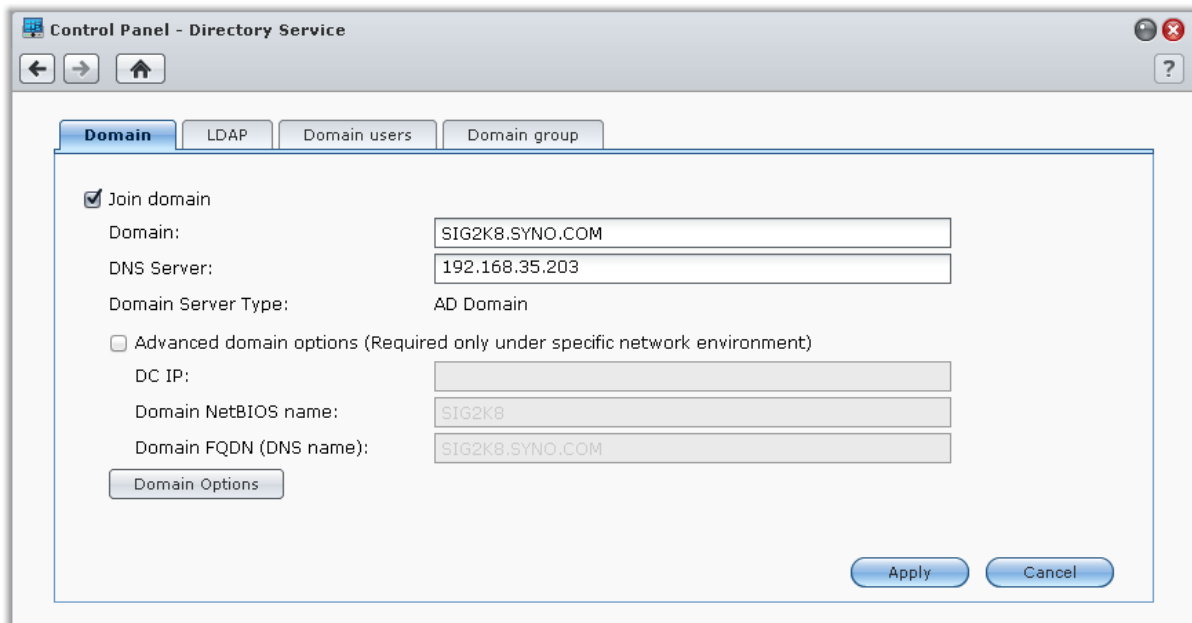 Control Panel - Directory Service
?
Domain LDAP Domain users Domain group
Join domain
Domain: SIG2K8.SYNO.COM
DNS Server: 192.168.35.203
Domain Server Type: AD Domain
Advanced domain options (Required only under specific network environment)
DC IP:
Domain NetBIOS name: SIG2K8
Domain FQDN (DNS name): SIG2K8.SYNO.COM
Domain Options
Apply Cancel